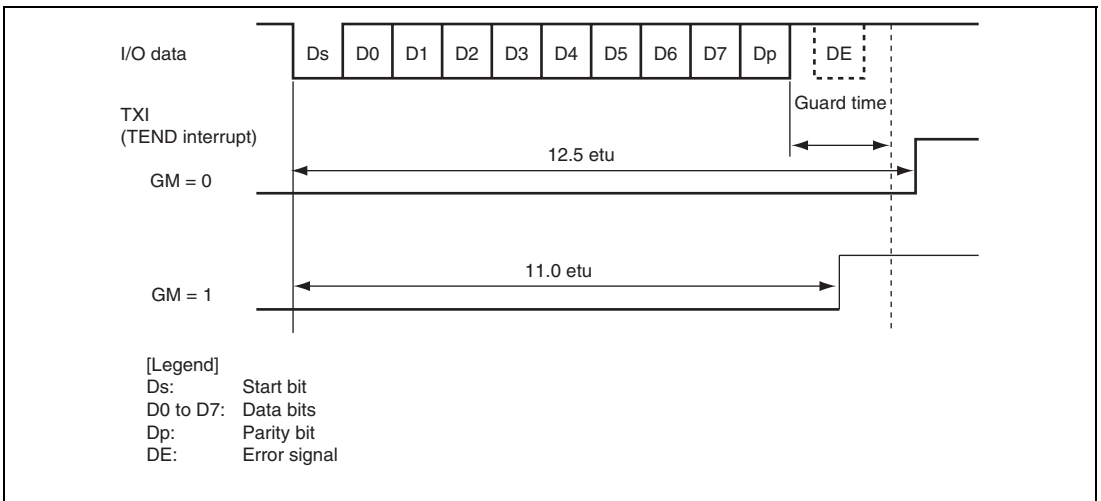 I/O data
Ds D0 D1 D2 D3 D4 D5 D6 D7 Dp DE
Guard time
TXI
(TEND interrupt)
12.5 etu
GM = 0
11.0 etu
GM = 1
[Legend]
Ds: Start bit
D0 to D7: Data bits
Dp: Parity bit
DE: Error signal